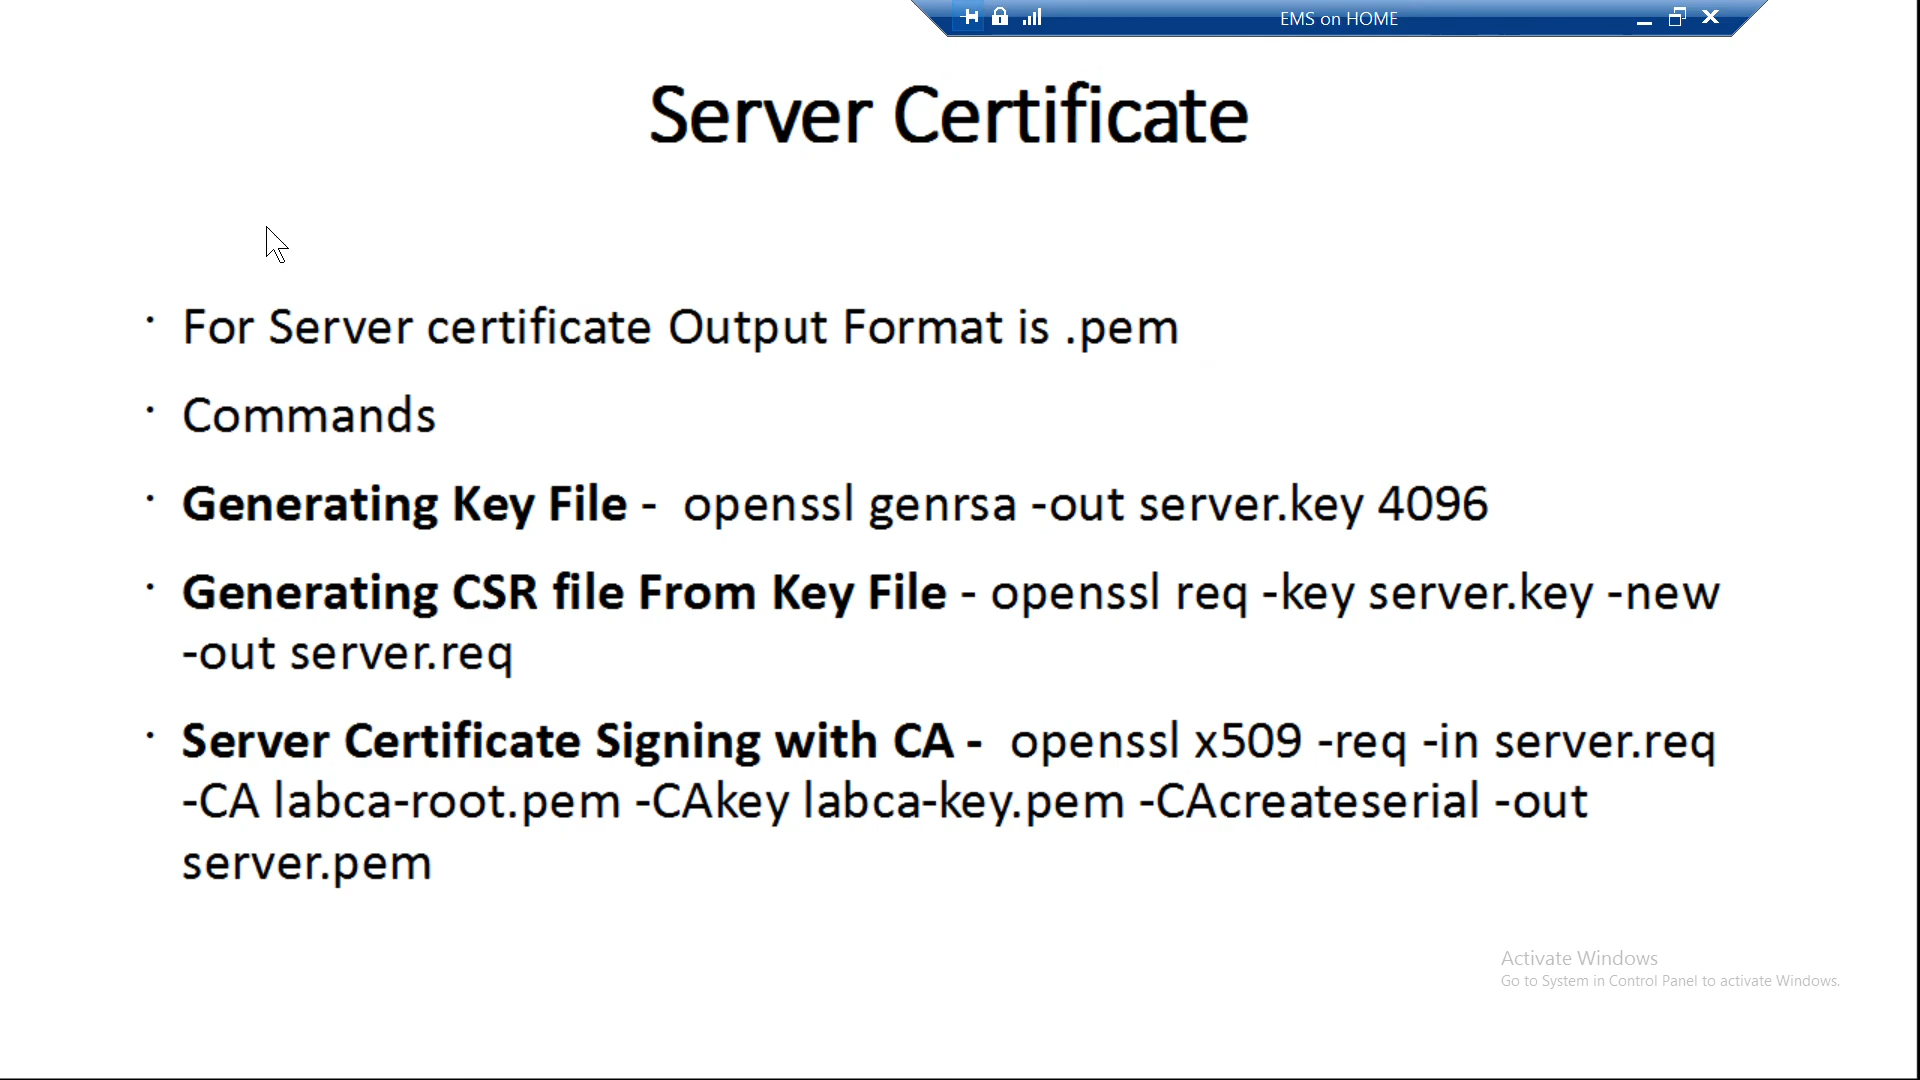 EMS on HOME
Server Certificate
· For Server certificate Output Format is .pem
· Commands
· Generating Key File - openssl genrsa -out server.key 4096
· Generating CSR file From Key File - openssl req -key server.key -new
-out server.req
· Server Certificate Signing with CA - openssl x509 -req -in server.req
-CA labca-root.pem -CAkey labca-key.pem -CAcreateserial -out
server.pem
Activate Windows
Go to System in Control Panel to activate Windows.